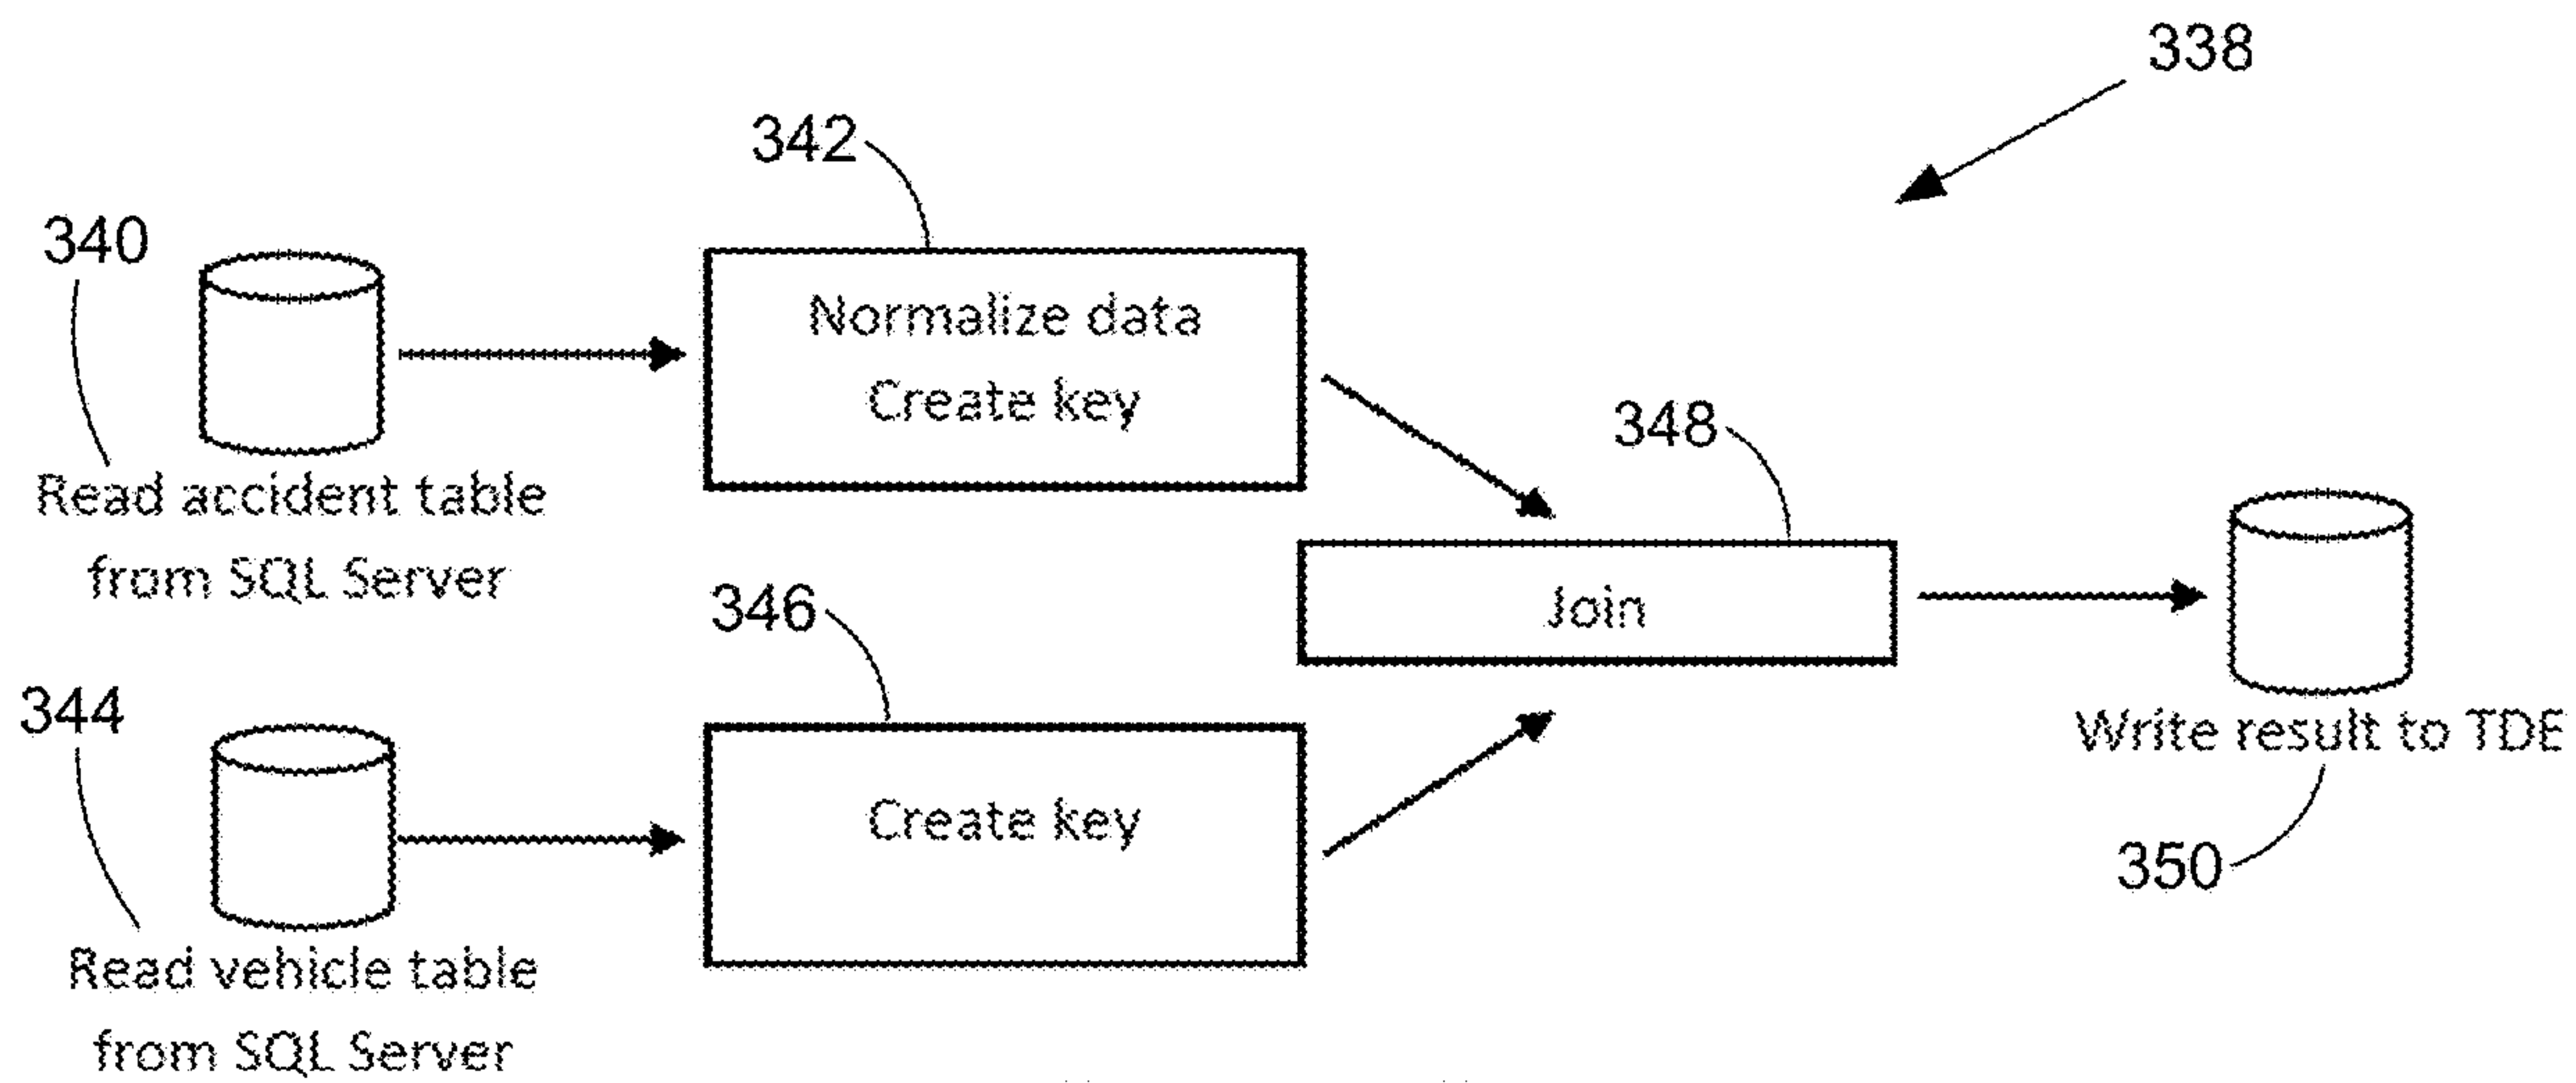 338
342
340
Normalize data
Create key
348
Read accident table
from SQL Server
346
Join
344
Write result to TDE
Create key
350
Read vehicle table
from SQL Server